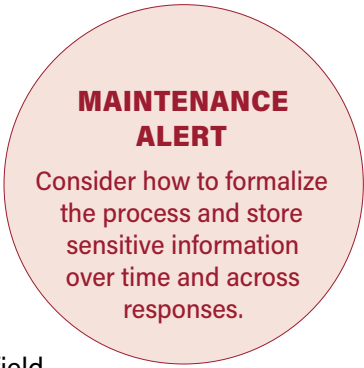 MAINTENANCE
ALERT
Consider how to formalize
the process and store
sensitive information
over time and across
responses.